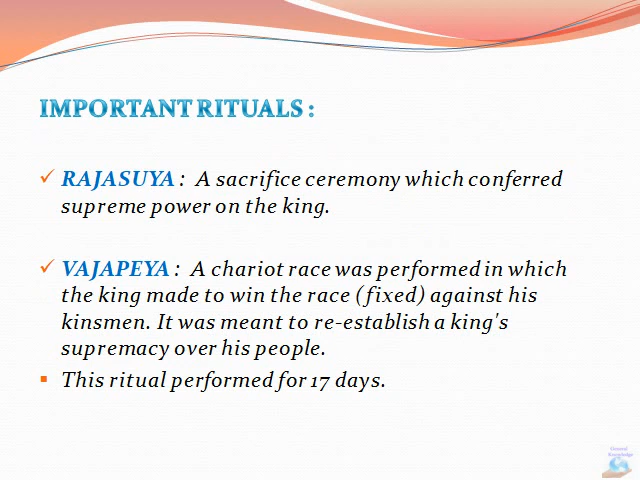 IMPORTANT RITUALS :
RAJASUYA : A sacrifice ceremony which conferred
supreme power on the king.
VAJAPEYA : A chariot race was performed in which
the king made to win the race (fixed) against his
kinsmen. It was meant to re-establish a king's
supremacy over his people.
This ritual performed for 17 days.
General
Knowledge